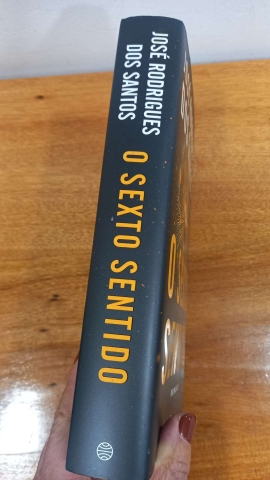 JOSÉ RODRIGUES
DOS SANTOS
O SEXTO SENTIDO